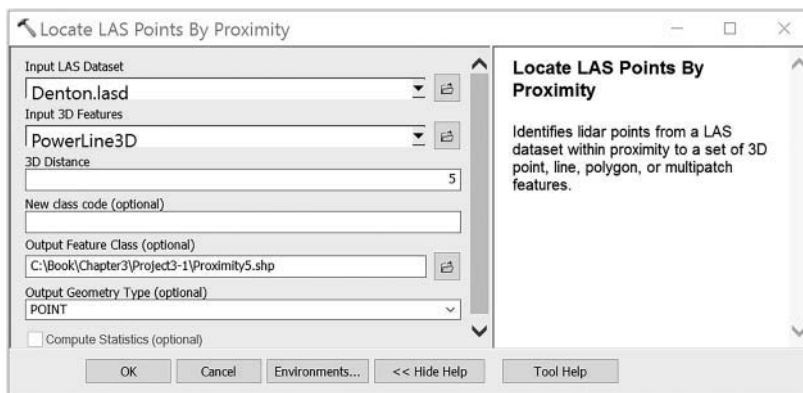 Locate LAS Points By Proximity
Input LAS Dataset
Denton.lasd
Input 3D Features
PowerLine3D
3D Distance
5
New class code (optional)
Output Feature Class (optional)
C:\Book\Chapter3\Project3-1\Proximity5.shp
Output Geometry Type (optional)
POINT
Compute Statistics (optional)
OK
Cancel
Environments...
<< Hide Help
Tool Help
Locate LAS Points By
Proximity
Identifies lidar points from a LAS
dataset within proximity to a set of 3D
point, line, polygon, or multipatch
features.